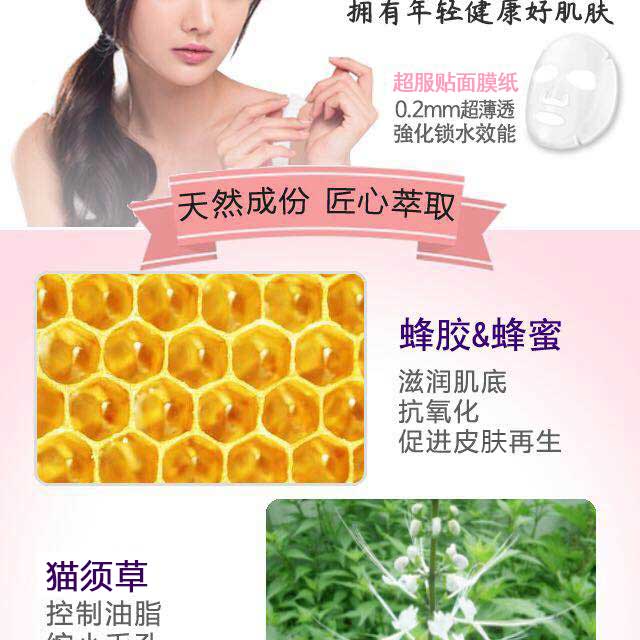 拥有年轻健康好肌肤
超服贴面膜纸
0.2mm超薄透
強化锁水效能
天然成份 匠心萃取
蜂胶&蜂蜜
滋润肌底
抗氧化
促进皮肤再生
猫须草
控制油脂